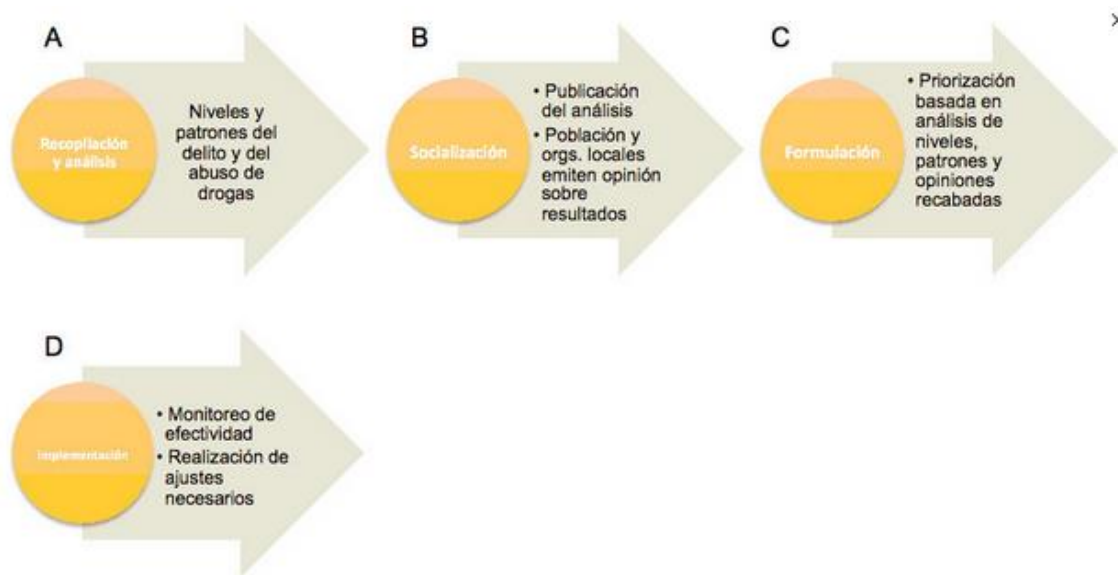 A
Recopilación
y análisis
Niveles y
patrones del
delito y del
abuso de
drogas
B
Socialización
• Publicación
del análisis
• Población y
orgs. locales
emiten opinión
sobre
resultados
C
Formulación
• Priorización
basada en
análisis de
niveles,
patrones y
opiniones
recabadas
D
Implementación
• Monitoreo de
efectividad
• Realización de
ajustes
necesarios